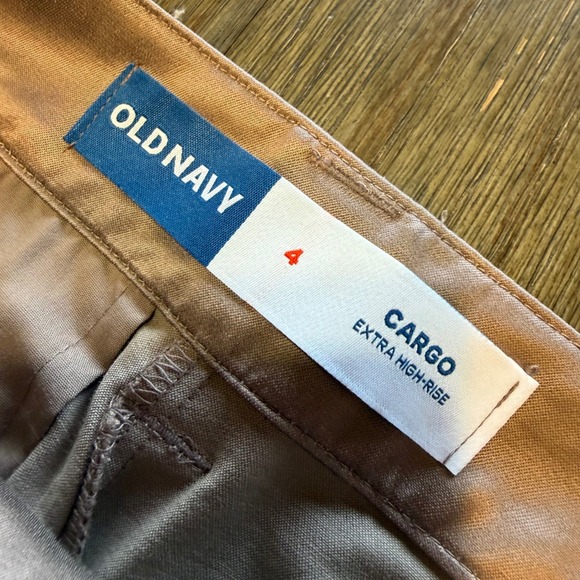 OLD NAVY
4
CARGO
EXTRA HIGH-RISE